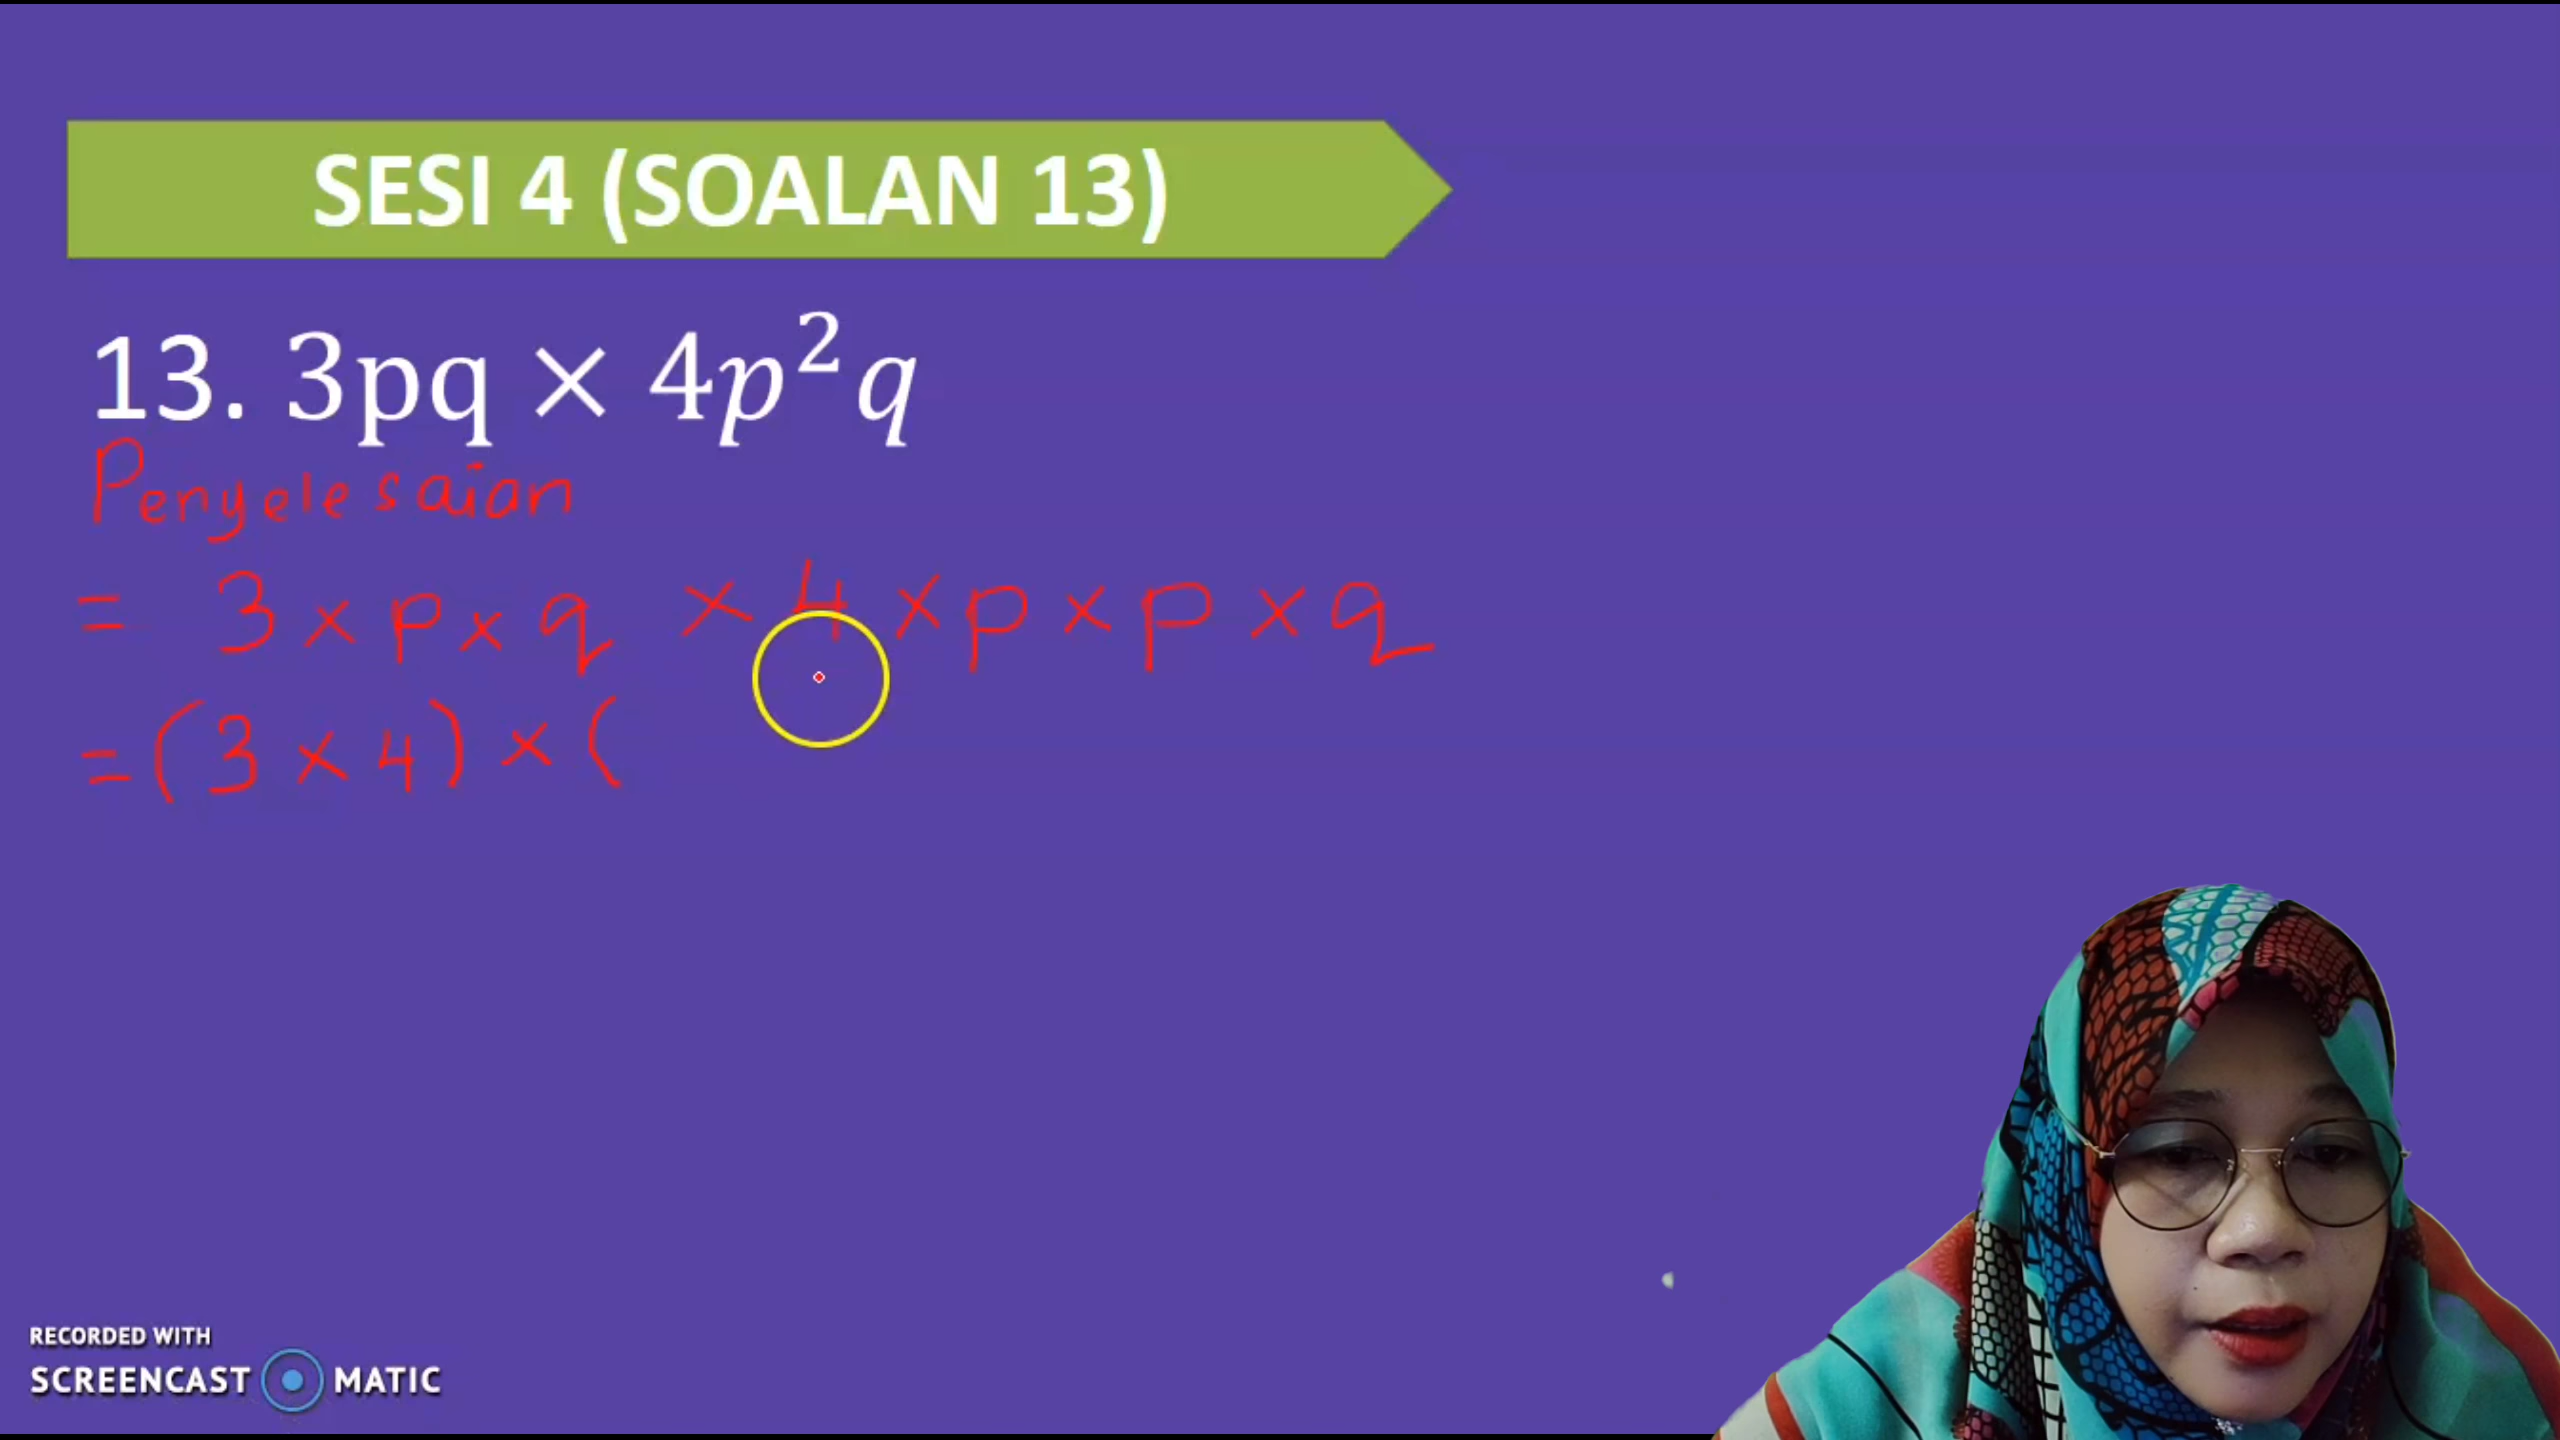 SESI 4 (SOALAN 13)
13. 3pq × 4p²q
Penyelesaian
= 3 × p × q × 4 × p × p × q
= (3 × 4) × (
RECORDED WITH
SCREENCAST MATIC